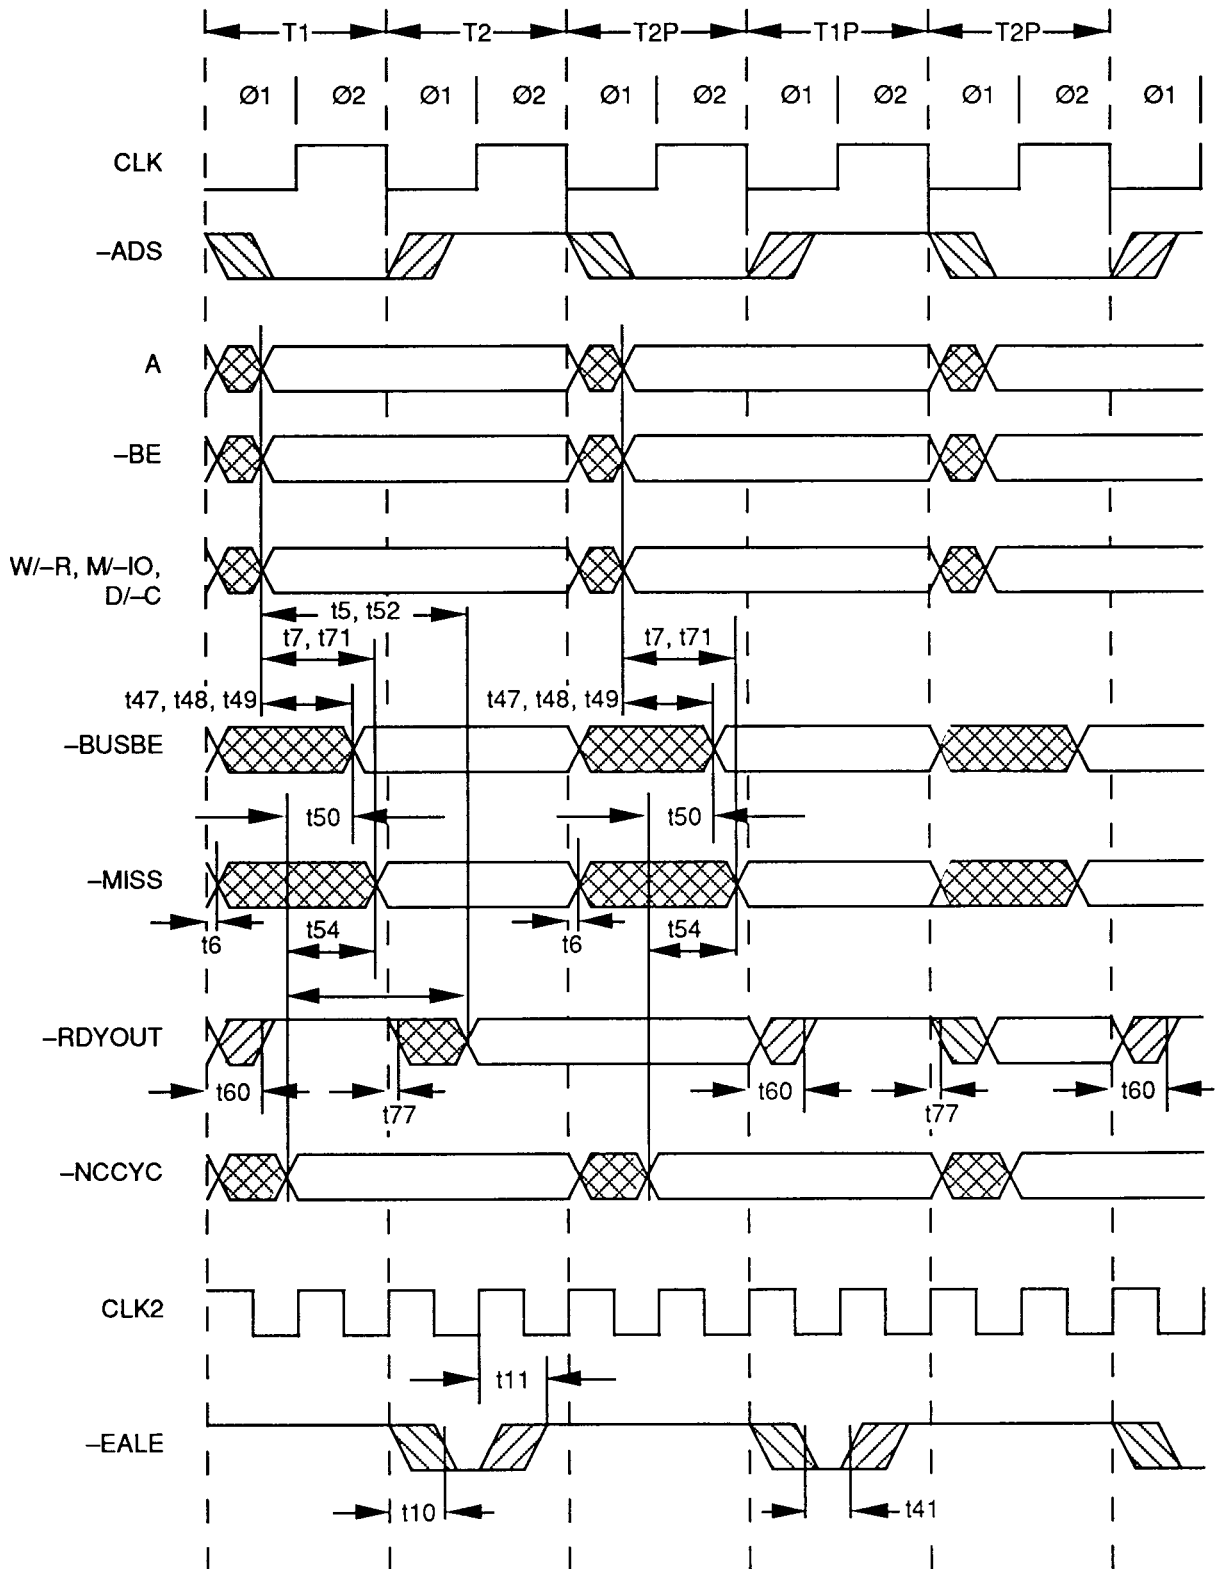 T1 T2 T2P T1P T2P
Ø1 Ø2 Ø1 Ø2 Ø1 Ø2 Ø1 Ø2 Ø1 Ø2 Ø1
CLK
–ADS
A
–BE
W/–R, M/–IO,
D/–C
t5, t52
t7, t71 t7, t71
t47, t48, t49 t47, t48, t49
–BUSBE
t50 t50
–MISS
t6 t54 t6 t54
–RDYOUT
t60 t77 t60 t77 t60
–NCCYC
CLK2
t11
–EALE
t10 t41